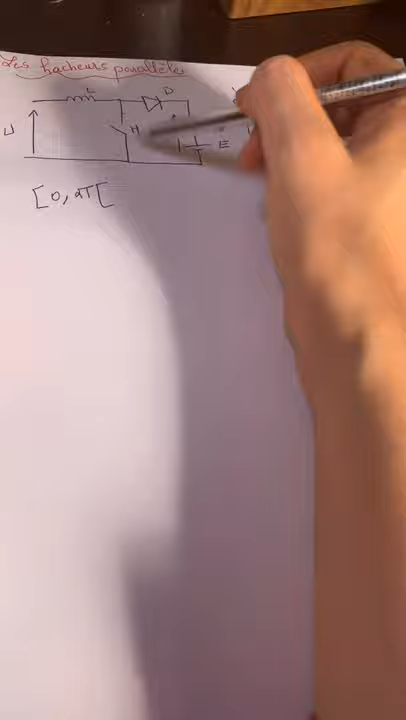 Les hacheurs parallèles
L D
U H E
[0, αT[